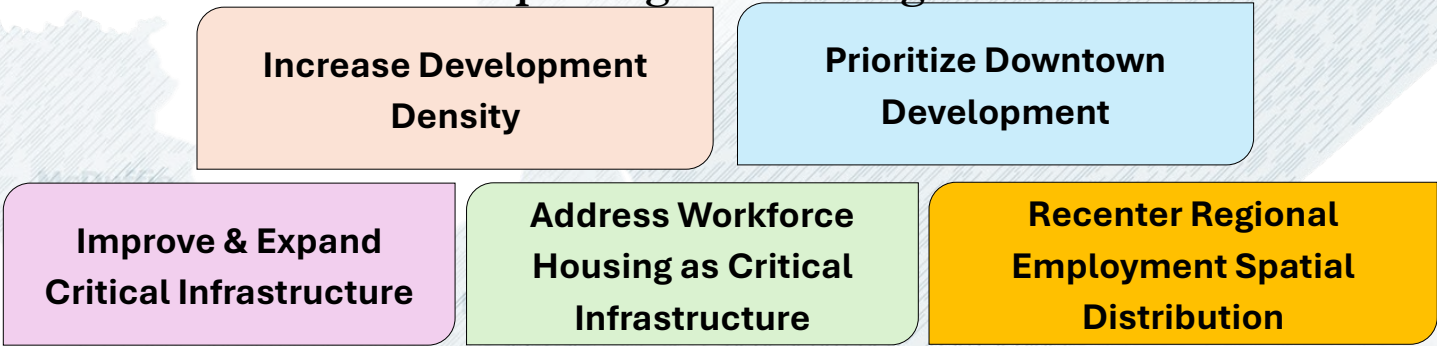 Increase Development
Density
Prioritize Downtown
Development
Improve & Expand
Critical Infrastructure
Address Workforce
Housing as Critical
Infrastructure
Recenter Regional
Employment Spatial
Distribution